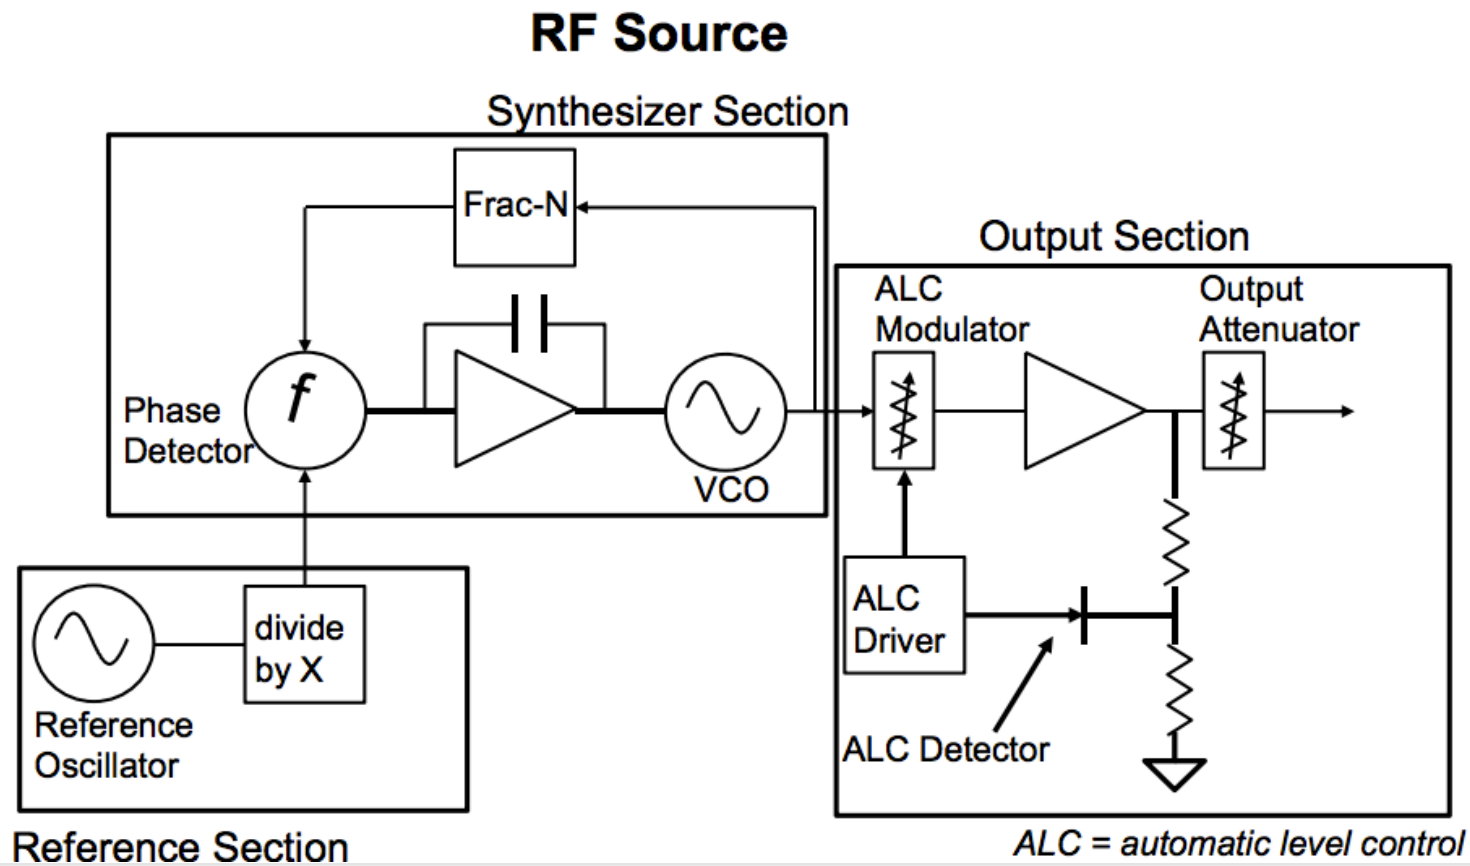 RF Source
Synthesizer Section
Frac-N
f
Phase
Detector
VCO
Output Section
ALC
Modulator
Output
Attenuator
ALC
Driver
ALC Detector
divide
by X
Reference
Oscillator
Reference Section
ALC = automatic level control